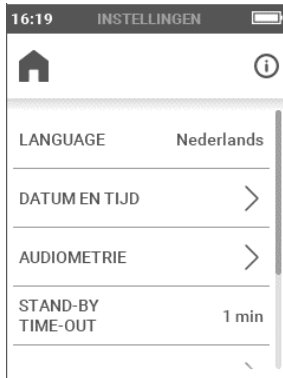 16:19 INSTELLINGEN
LANGUAGE Nederlands
DATUM EN TIJD
AUDIOMETRIE
STAND-BY
TIME-OUT 1 min